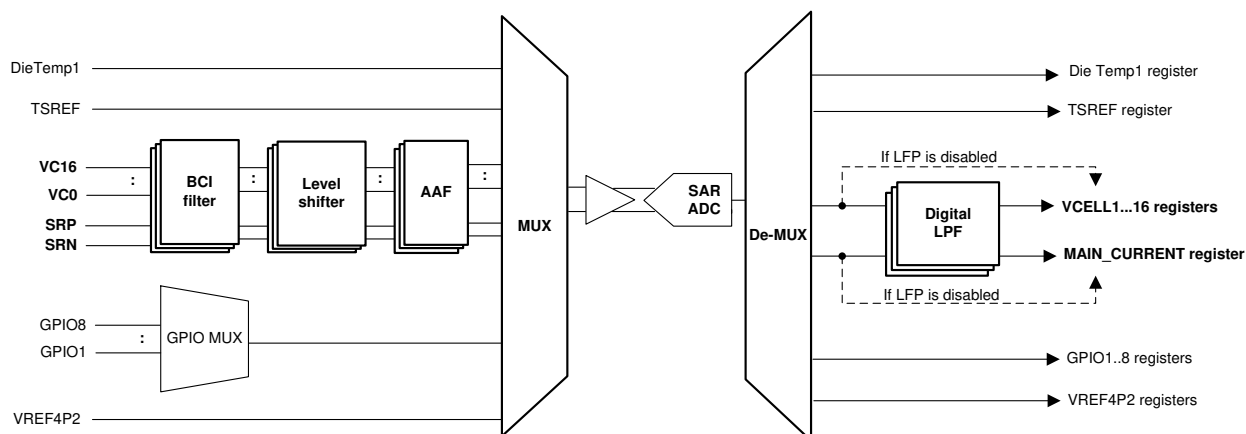 DieTemp1
TSREF
VC16
:
VC0
SRP
SRN
BCI
filter
:
Level
shifter
:
AAF
:
GPIO8
:
GPIO1
GPIO MUX
VREF4P2
MUX
SAR
ADC
De-MUX
Die Temp1 register
TSREF register
If LFP is disabled
Digital
LPF
VCELL1...16 registers
MAIN_CURRENT register
If LFP is disabled
GPIO1..8 registers
VREF4P2 registers